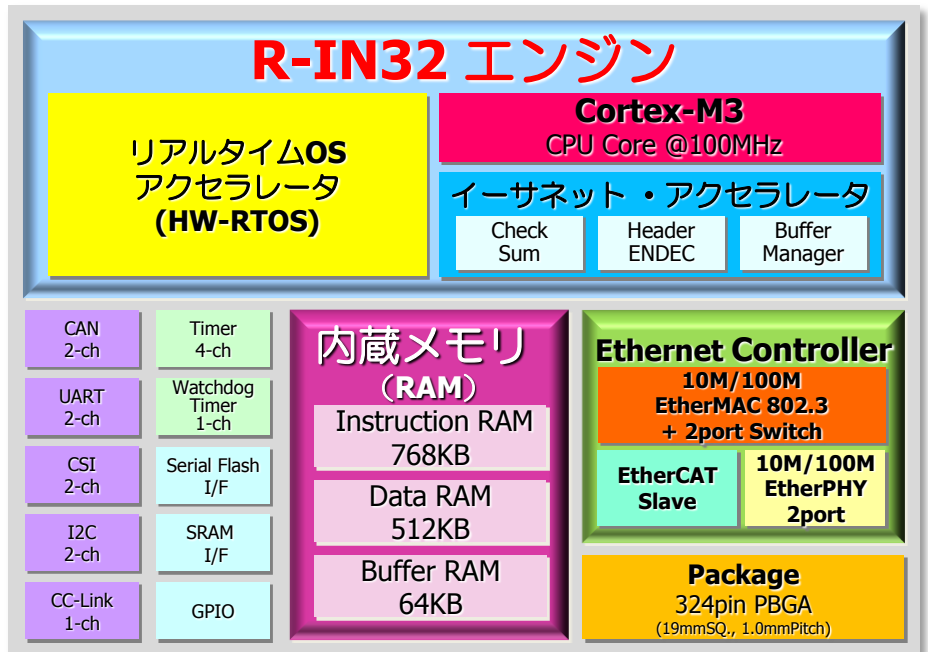 R-IN32 エンジン
リアルタイムOS
アクセラレータ
(HW-RTOS)
Cortex-M3
CPU Core @100MHz
イーサネット・アクセラレータ
Check
Sum
Header
ENDEC
Buffer
Manager
CAN
2-ch
Timer
4-ch
UART
2-ch
Watchdog
Timer
1-ch
CSI
2-ch
Serial Flash
I/F
I2C
2-ch
SRAM
I/F
CC-Link
1-ch
GPIO
内蔵メモリ
（RAM）
Instruction RAM
768KB
Data RAM
512KB
Buffer RAM
64KB
Ethernet Controller
10M/100M
EtherMAC 802.3
+ 2port Switch
EtherCAT
Slave
10M/100M
EtherPHY
2port
Package
324pin PBGA
(19mmSQ., 1.0mmPitch)